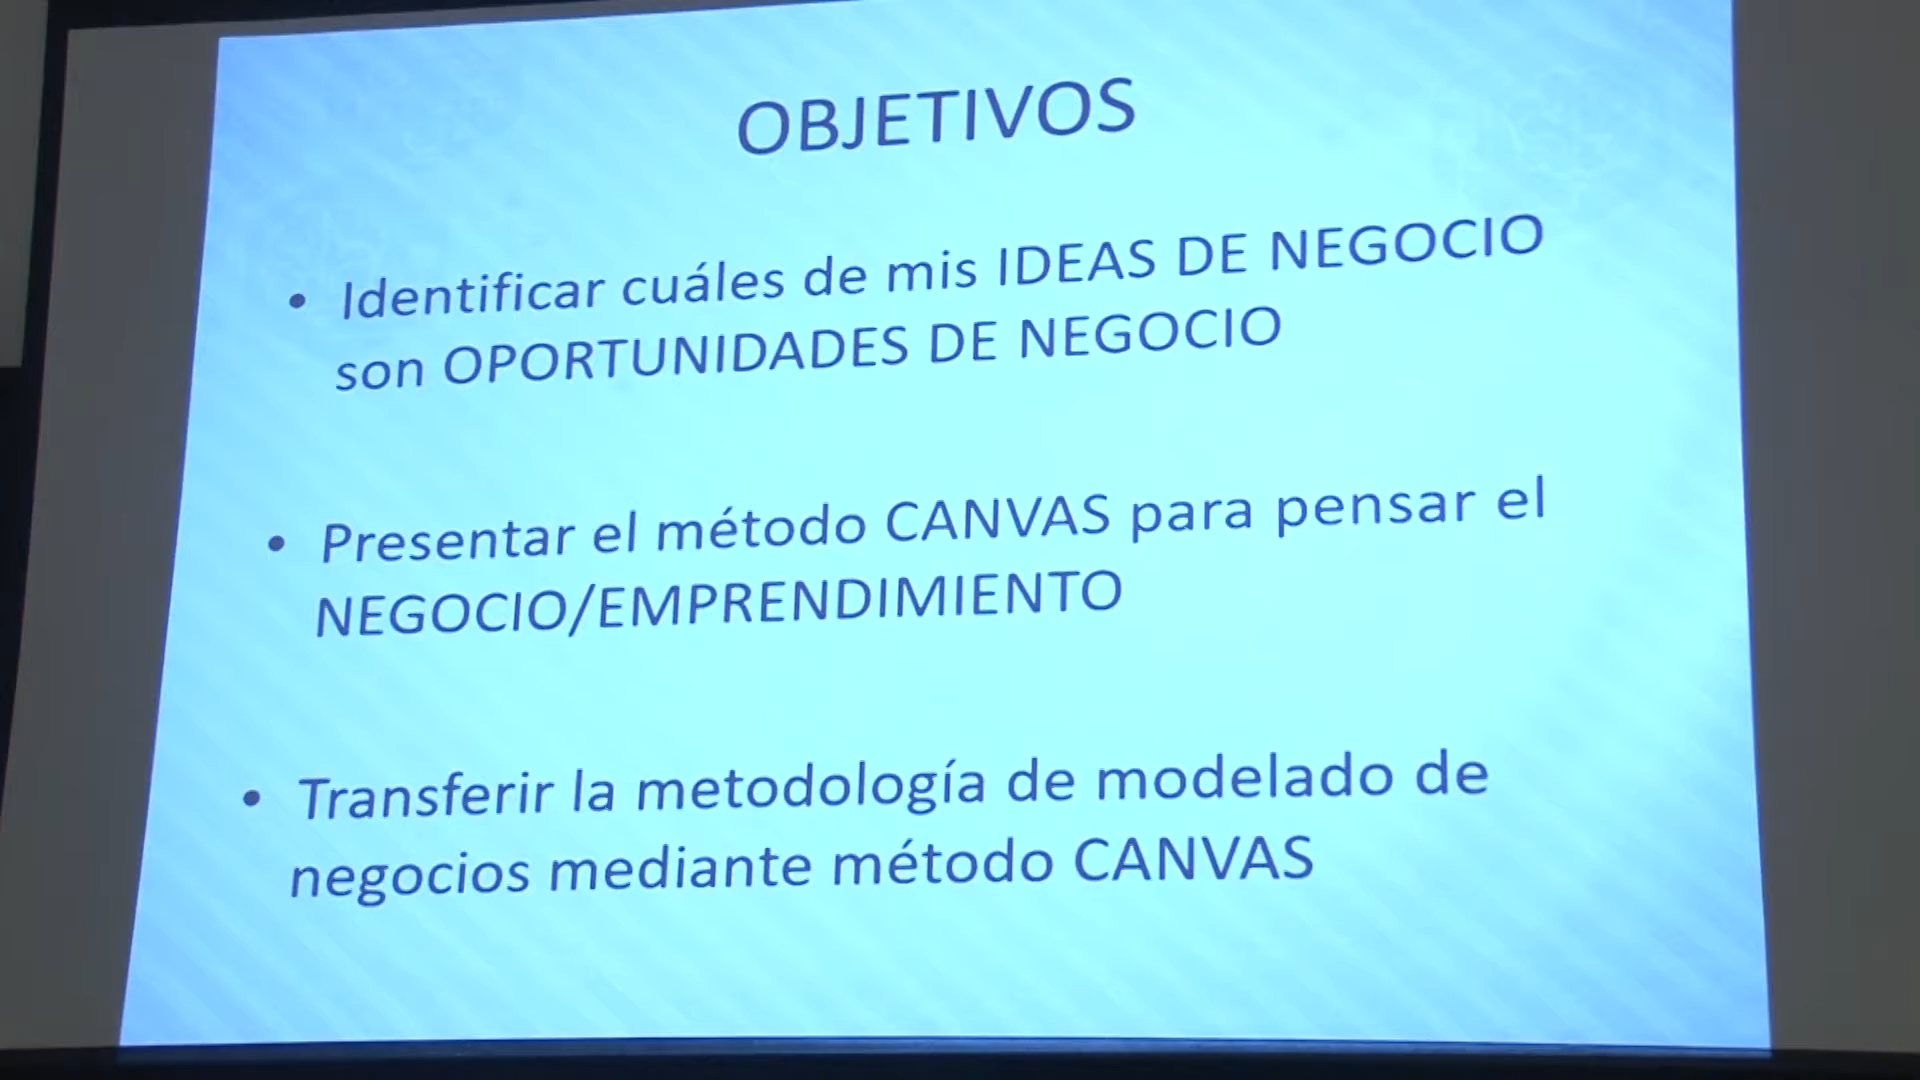 OBJETIVOS
• Identificar cuáles de mis IDEAS DE NEGOCIO
son OPORTUNIDADES DE NEGOCIO
• Presentar el método CANVAS para pensar el
NEGOCIO/EMPRENDIMIENTO
• Transferir la metodología de modelado de
negocios mediante método CANVAS